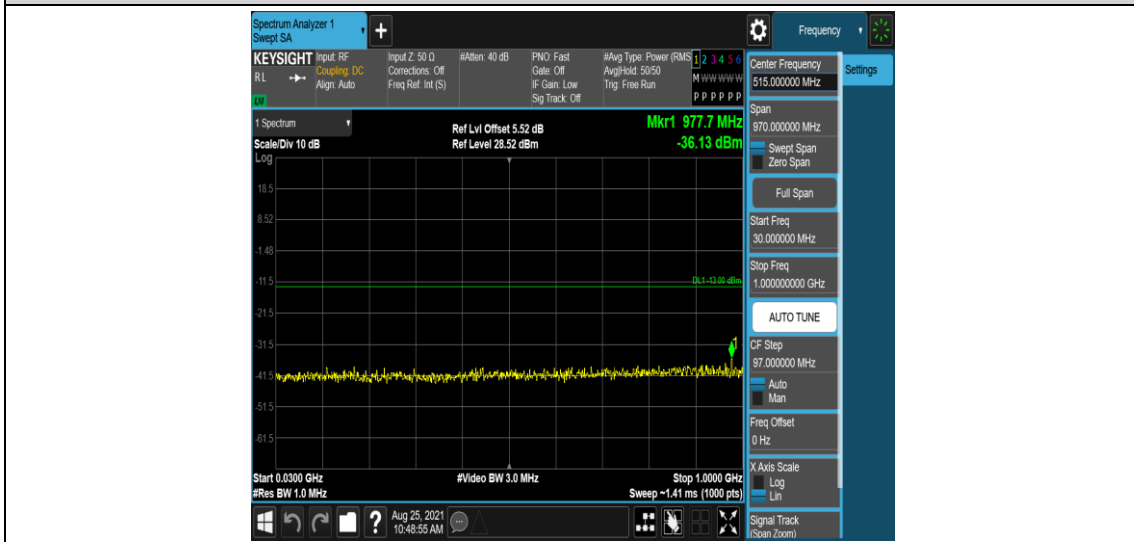 Spectrum Analyzer 1
Swept SA
+
Frequency
KEYSIGHT
RL
LXI
Input: RF
Coupling: DC
Align: Auto
Input Z: 50 Ω
Corrections: Off
Freq Ref: Int (S)
#Atten: 40 dB
PNO: Fast
Gate: Off
IF Gain: Low
Sig Track: Off
#Avg Type: Power (RMS
Avg|Hold: 50/50
Trig: Free Run
1 2 3 4 5 6
M W W W W W
P P P P P P
Center Frequency
515.000000 MHz
Settings
Span
970.000000 MHz
Swept Span
Zero Span
Full Span
Start Freq
30.000000 MHz
Stop Freq
1.000000000 GHz
AUTO TUNE
CF Step
97.000000 MHz
Auto
Man
Freq Offset
0 Hz
X Axis Scale
Log
Lin
Signal Track
(Span Zoom)
1 Spectrum
Scale/Div 10 dB
Log
Ref Lvl Offset 5.52 dB
Ref Level 28.52 dBm
Mkr1 977.7 MHz
-36.13 dBm
18.5
8.52
-1.48
-11.5
DL1 -13.00 dBm
-21.5
-31.5
1
-41.5
-51.5
-61.5
Start 0.0300 GHz
#Video BW 3.0 MHz
Stop 1.0000 GHz
#Res BW 1.0 MHz
Sweep ~1.41 ms (1000 pts)
?
Aug 25, 2021
10:48:55 AM